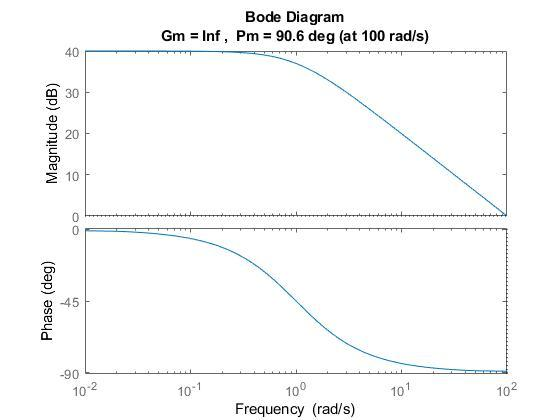 Bode Diagram
Gm = Inf , Pm = 90.6 deg (at 100 rad/s)
40
30
20
10
0
Magnitude (dB)
0
-45
-90
Phase (deg)
10^-2
10^-1
10^0
10^1
10^2
Frequency (rad/s)